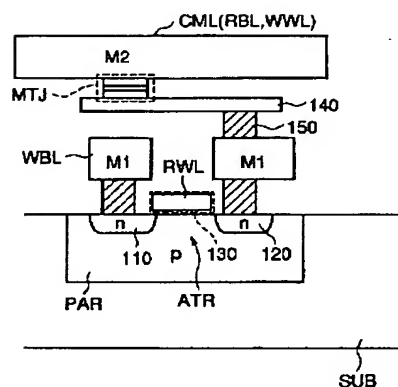 CML(RBL,WWL)
M2
MTJ
140
150
WBL
M1
RWL
M1
n
n
110
130
120
p
PAR
ATR
SUB